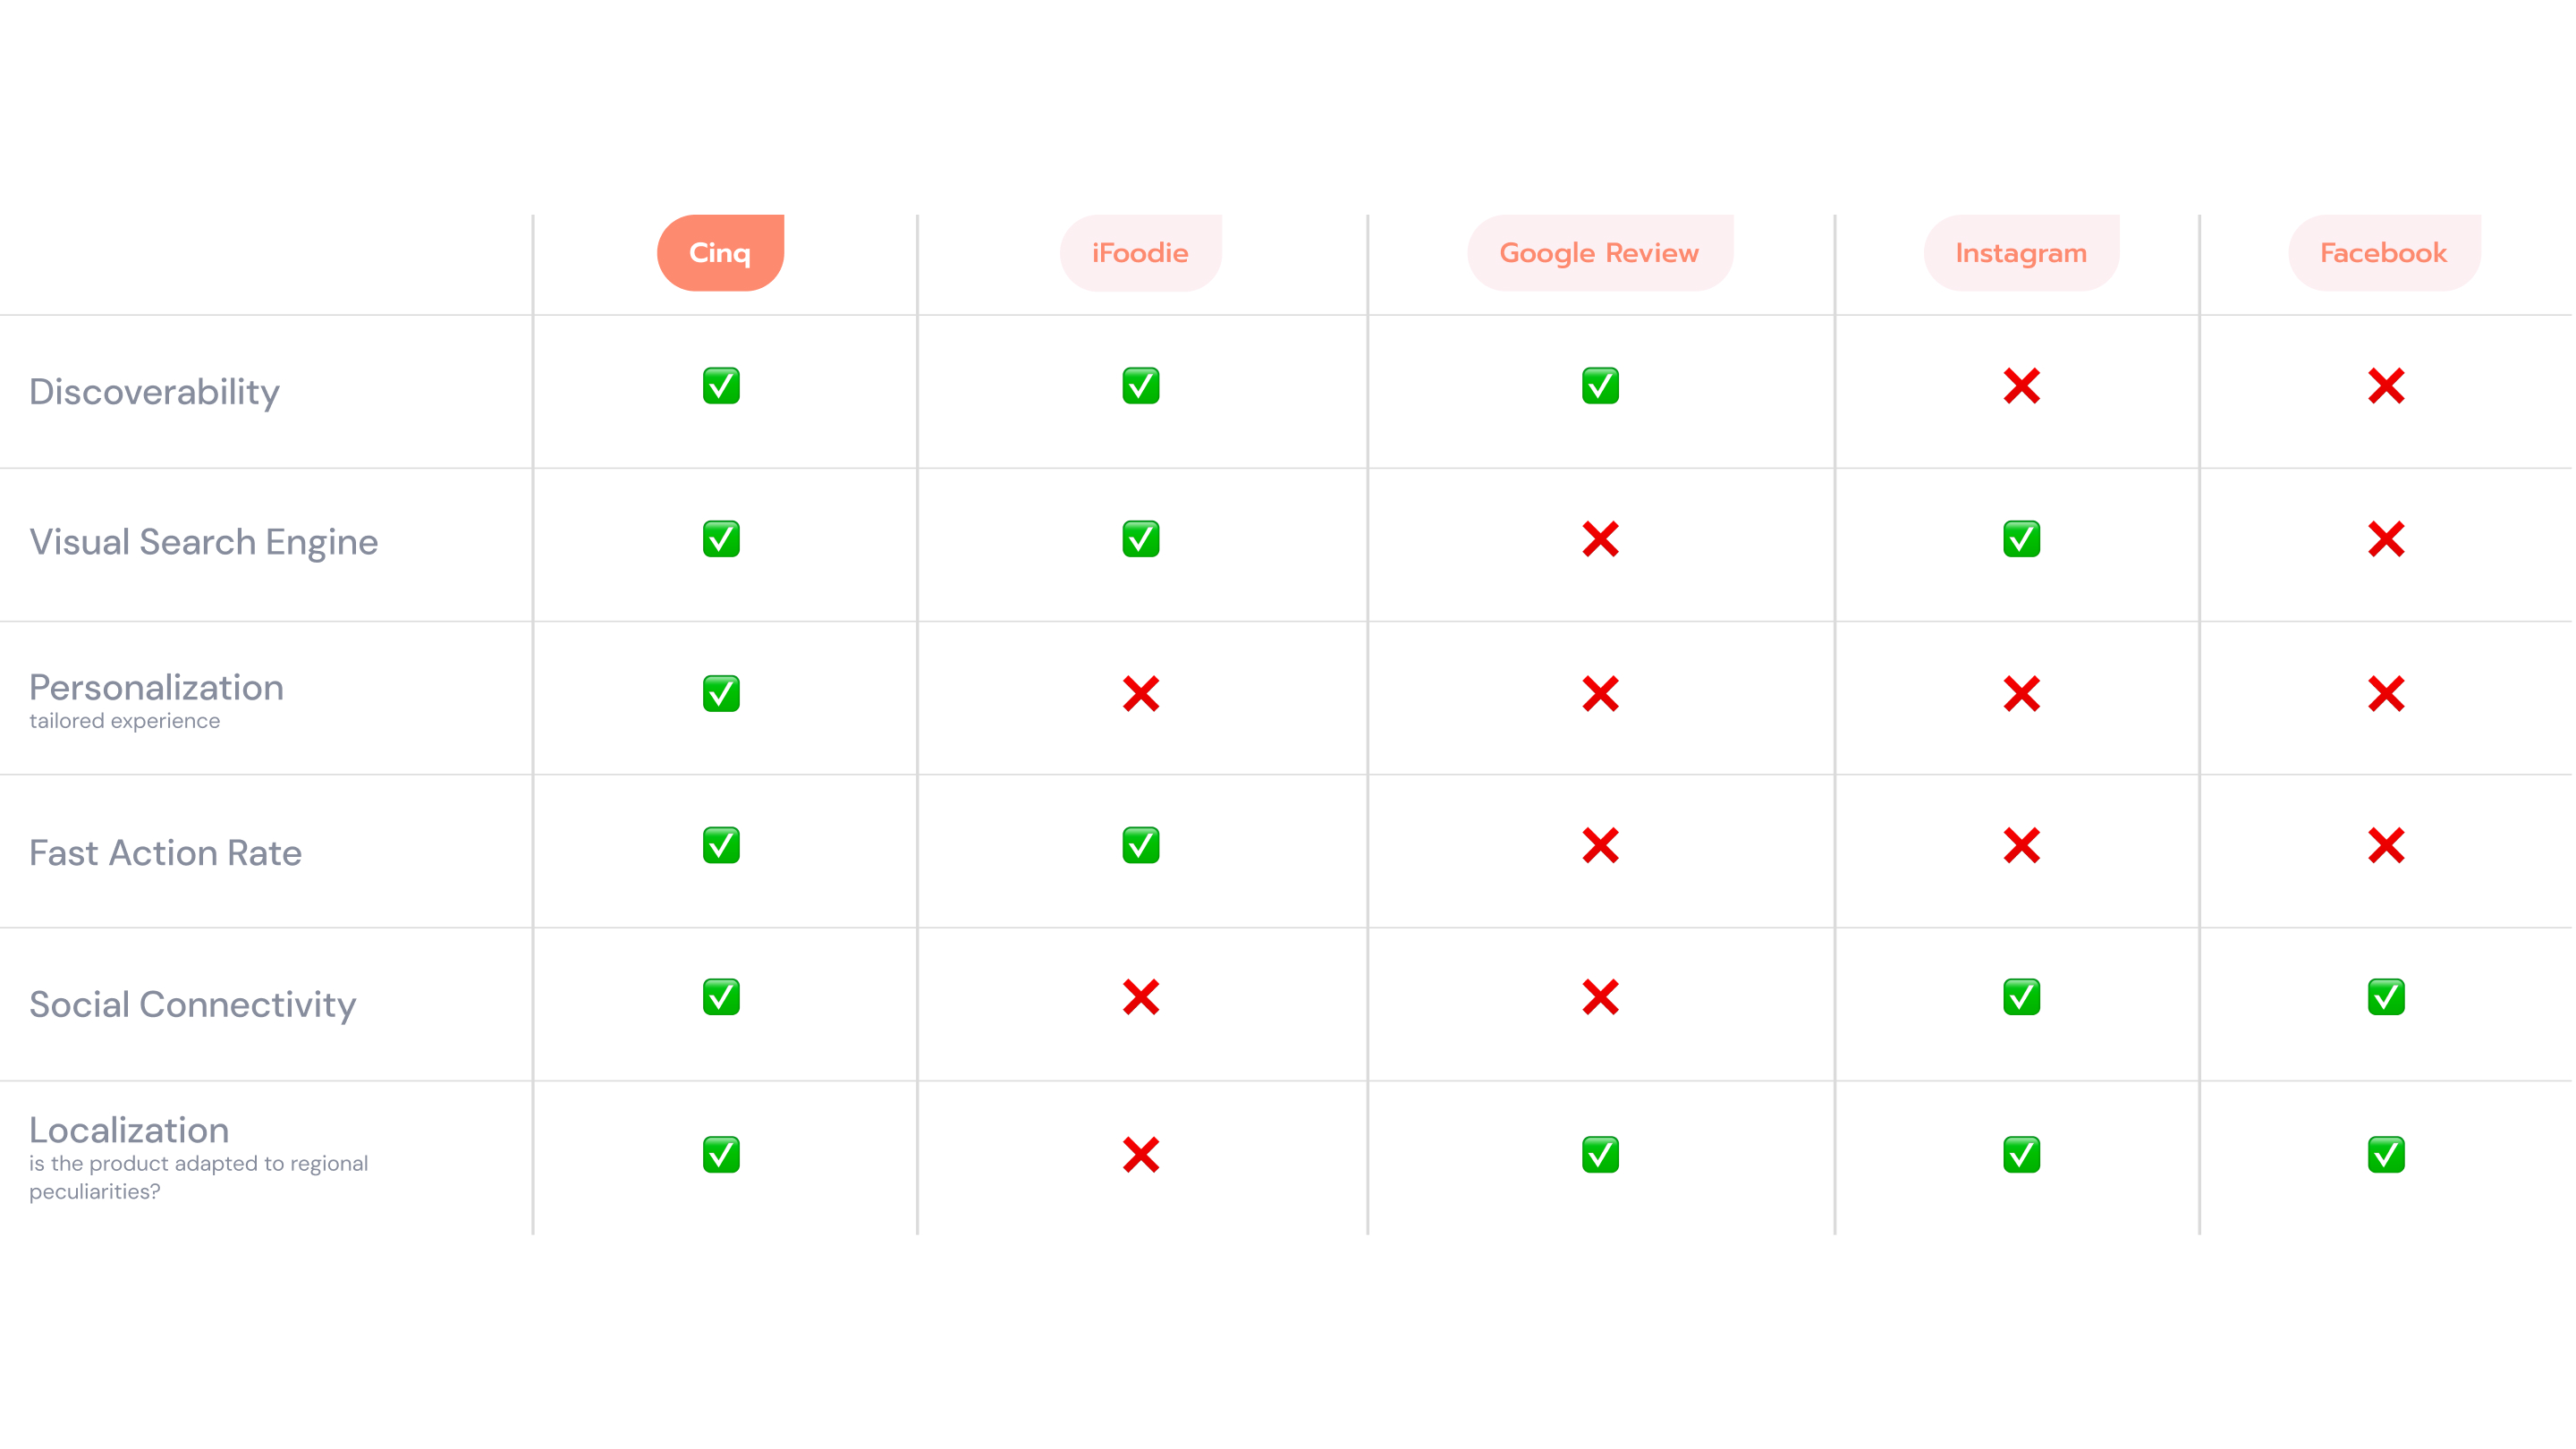 Cinq
iFoodie
Google Review
Instagram
Facebook
Discoverability
✅ ✅ ✅ ❌ ❌
Visual Search Engine
✅ ✅ ❌ ✅ ❌
Personalization
tailored experience
✅ ❌ ❌ ❌ ❌
Fast Action Rate
✅ ✅ ❌ ❌ ❌
Social Connectivity
✅ ❌ ❌ ✅ ✅
Localization
is the product adapted to regional
peculiarities?
✅ ❌ ✅ ✅ ✅